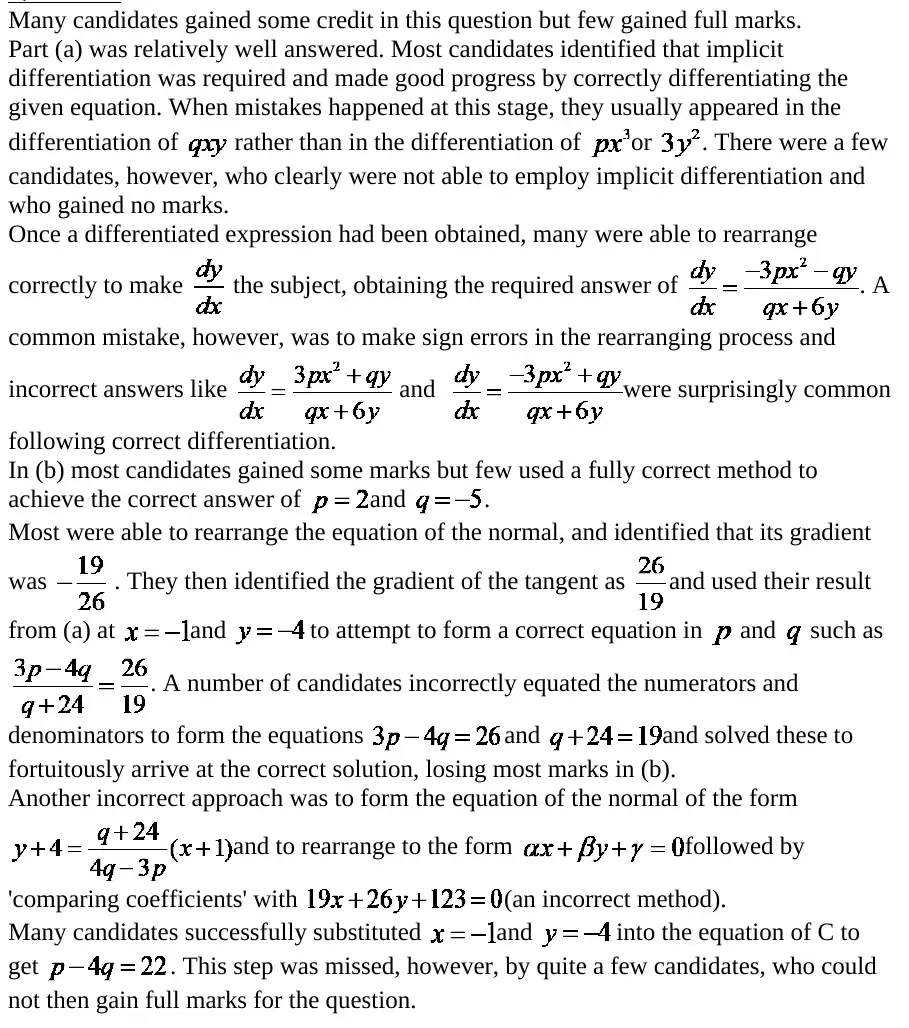 Many candidates gained some credit in this question but few gained full marks.
Part (a) was relatively well answered. Most candidates identified that implicit
differentiation was required and made good progress by correctly differentiating the
given equation. When mistakes happened at this stage, they usually appeared in the
differentiation of qxy rather than in the differentiation of px³or 3y². There were a few
candidates, however, who clearly were not able to employ implicit differentiation and
who gained no marks.
Once a differentiated expression had been obtained, many were able to rearrange
correctly to make dy/dx the subject, obtaining the required answer of dy/dx = (–3px² – qy)/(qx + 6y). A
common mistake, however, was to make sign errors in the rearranging process and
incorrect answers like dy/dx = (3px² + qy)/(qx + 6y) and dy/dx = (–3px² + qy)/(qx + 6y) were surprisingly common
following correct differentiation.
In (b) most candidates gained some marks but few used a fully correct method to
achieve the correct answer of p = 2and q = –5.
Most were able to rearrange the equation of the normal, and identified that its gradient
was –19/26 . They then identified the gradient of the tangent as 26/19 and used their result
from (a) at x = –1and y = –4 to attempt to form a correct equation in p and q such as
(3p – 4q)/(q + 24) = 26/19. A number of candidates incorrectly equated the numerators and
denominators to form the equations 3p – 4q = 26 and q + 24 = 19and solved these to
fortuitously arrive at the correct solution, losing most marks in (b).
Another incorrect approach was to form the equation of the normal of the form
y + 4 = (q + 24)/(4q – 3p) (x + 1)and to rearrange to the form αx + βy + γ = 0followed by
'comparing coefficients' with 19x + 26y + 123 = 0(an incorrect method).
Many candidates successfully substituted x = –1and y = –4 into the equation of C to
get p – 4q = 22. This step was missed, however, by quite a few candidates, who could
not then gain full marks for the question.